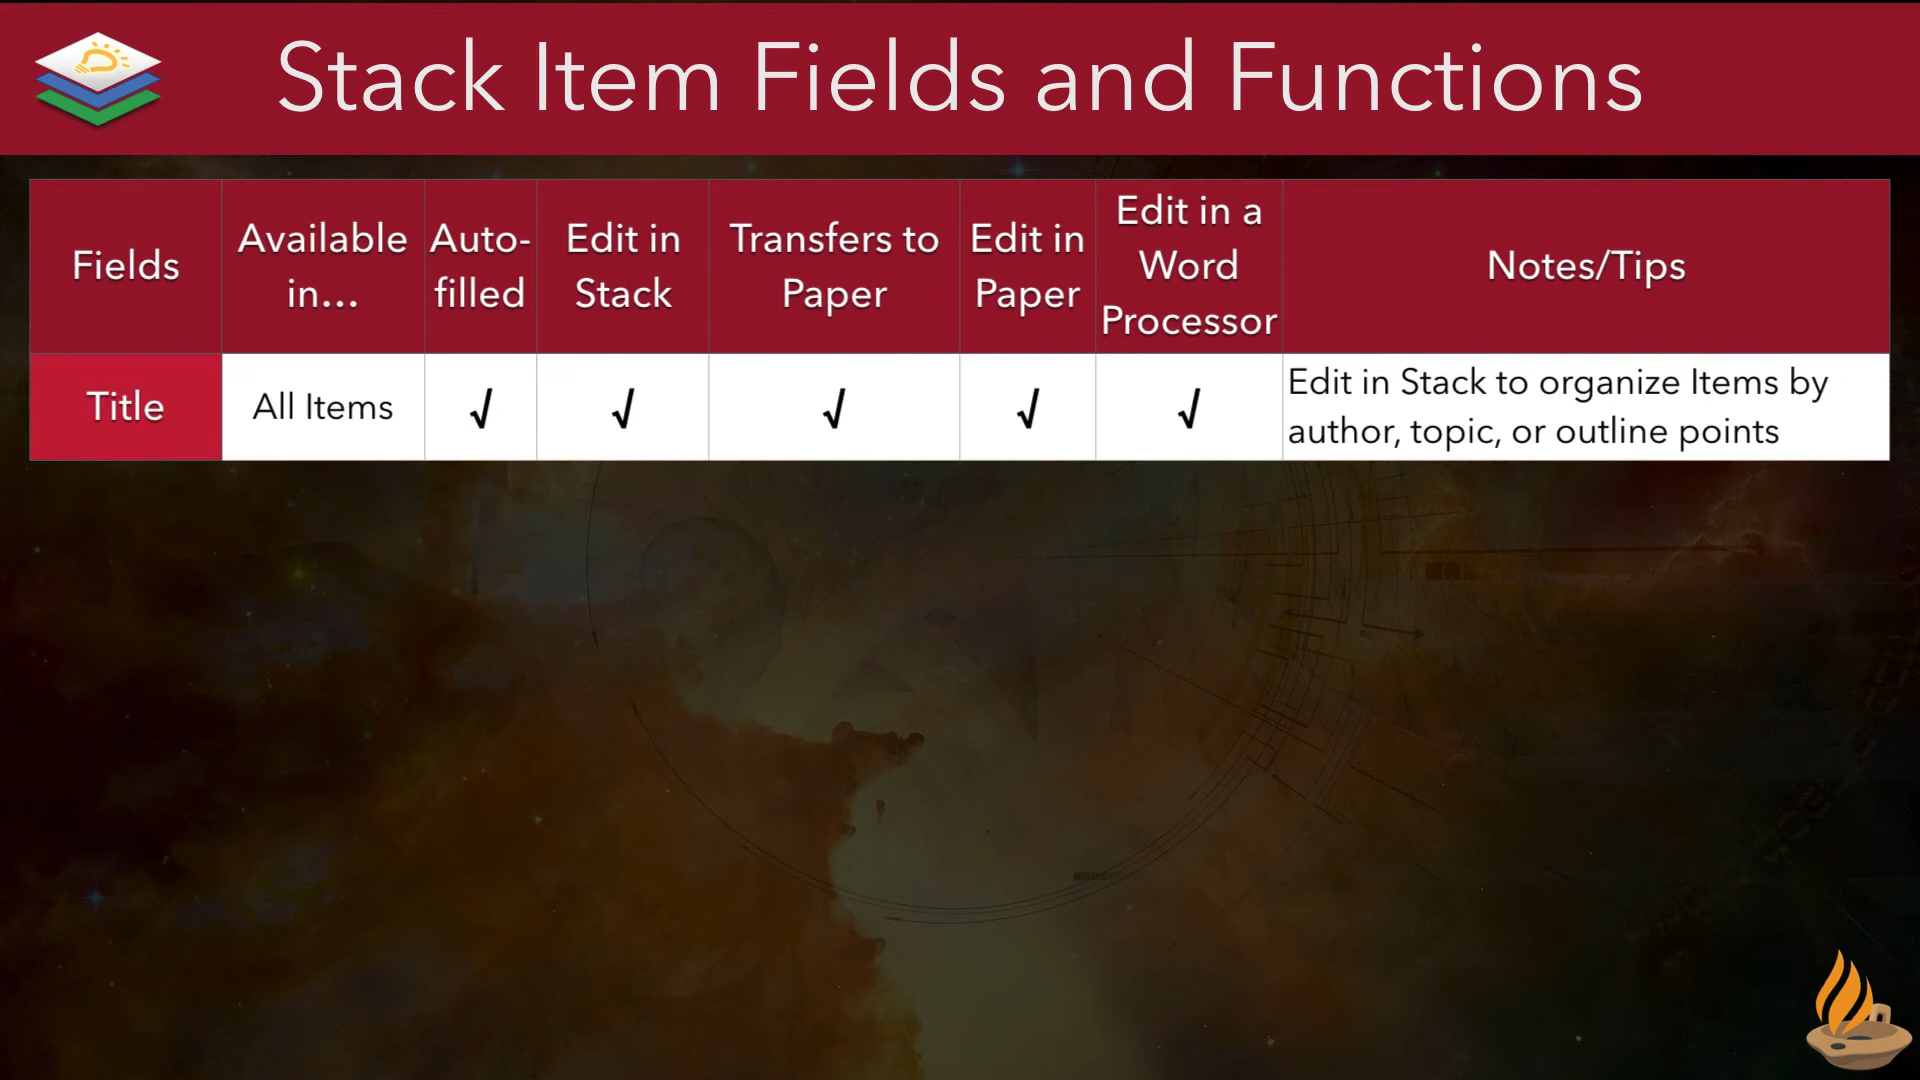 Stack Item Fields and Functions
Fields
Available
in...
Auto-
filled
Edit in
Stack
Transfers to
Paper
Edit in
Paper
Edit in a
Word
Processor
Notes/Tips
Title
All Items
√
√
√
√
√
Edit in Stack to organize Items by
author, topic, or outline points